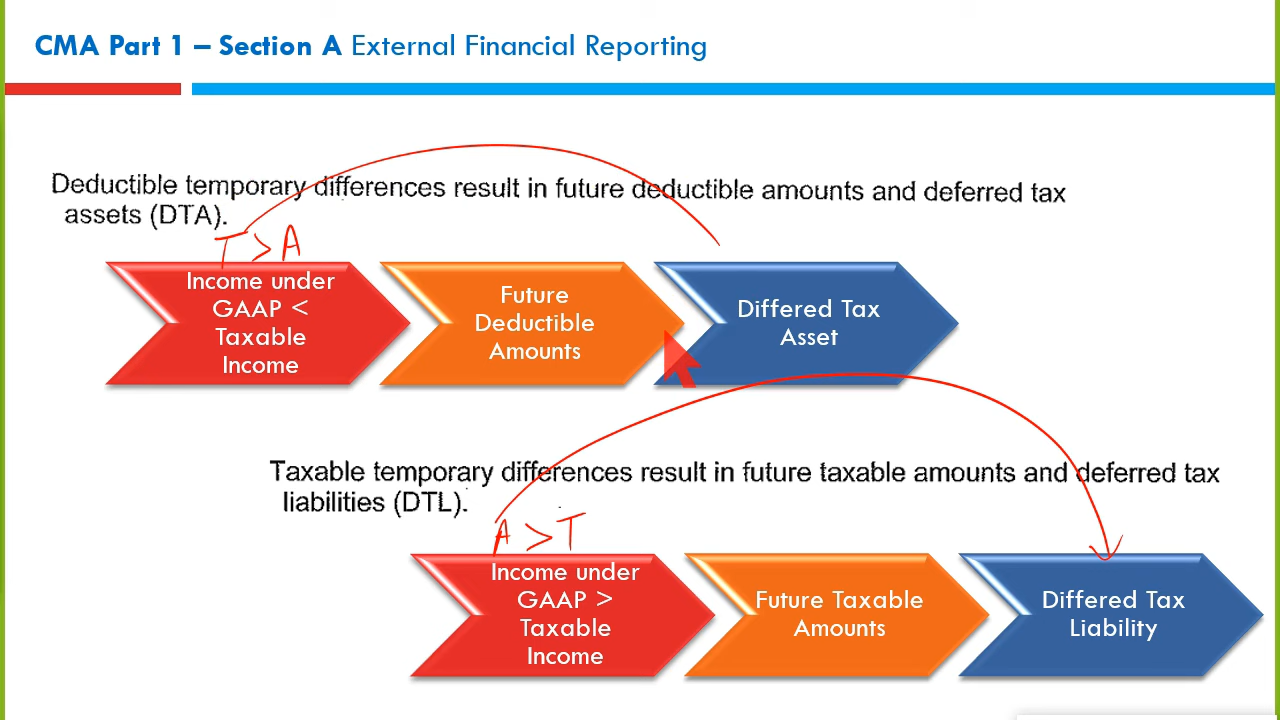 CMA Part 1 – Section A External Financial Reporting
Deductible temporary differences result in future deductible amounts and deferred tax
assets (DTA).
T > A
Income under
GAAP <
Taxable
Income
Future
Deductible
Amounts
Differed Tax
Asset
Taxable temporary differences result in future taxable amounts and deferred tax
liabilities (DTL).
A > T
Income under
GAAP >
Taxable
Income
Future Taxable
Amounts
Differed Tax
Liability